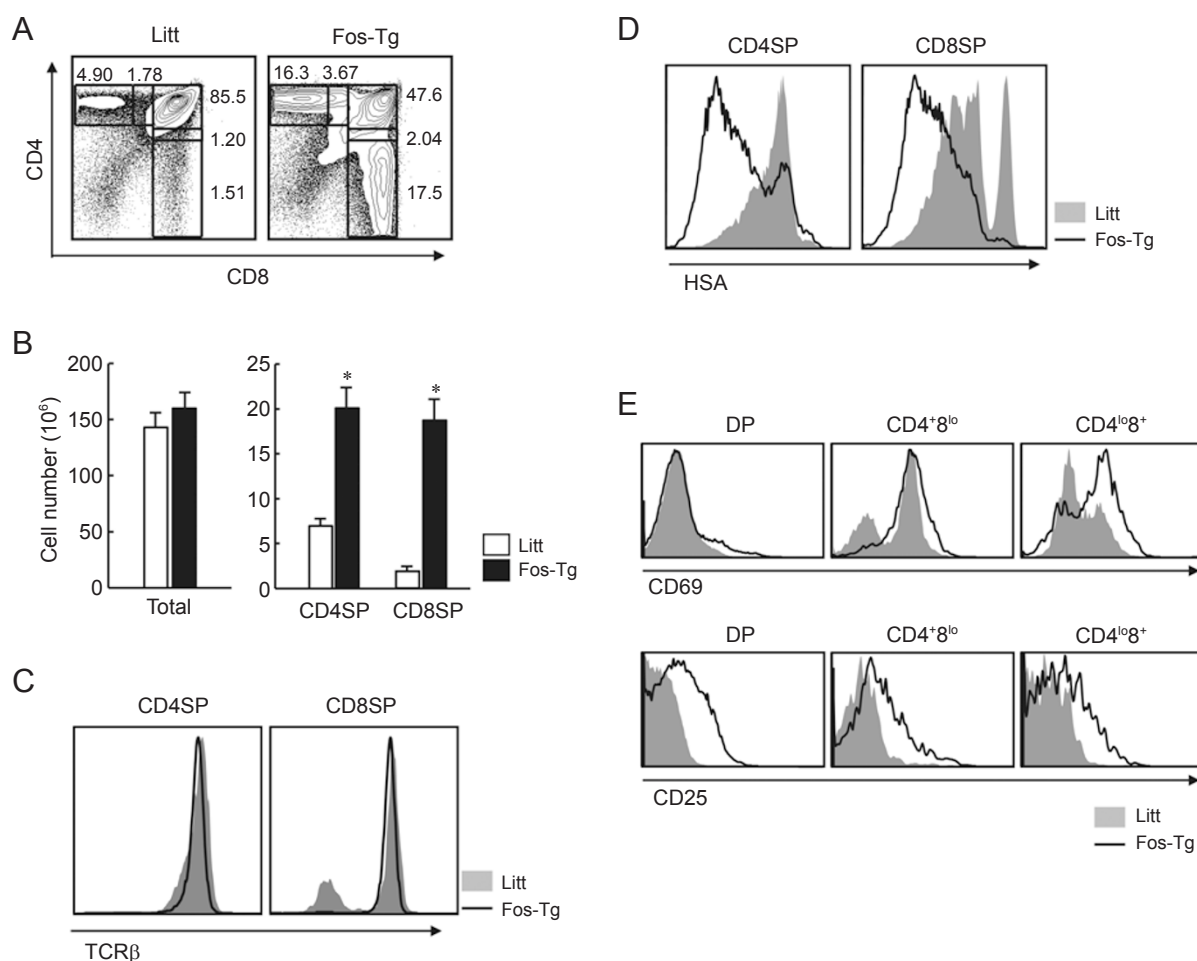 A
Litt Fos-Tg
4.90 1.78 16.3 3.67
85.5 47.6
1.20 2.04
1.51 17.5
CD4
CD8
B
Cell number (10⁶)
200
150
100
50
0
Total
25
20
15
10
5
0
* *
CD4SP CD8SP
Litt
Fos-Tg
C
CD4SP CD8SP
Litt
Fos-Tg
TCRβ
D
CD4SP CD8SP
Litt
Fos-Tg
HSA
E
DP CD4⁺8ˡᵒ CD4ˡᵒ8⁺
CD69
DP CD4⁺8ˡᵒ CD4ˡᵒ8⁺
CD25
Litt
Fos-Tg